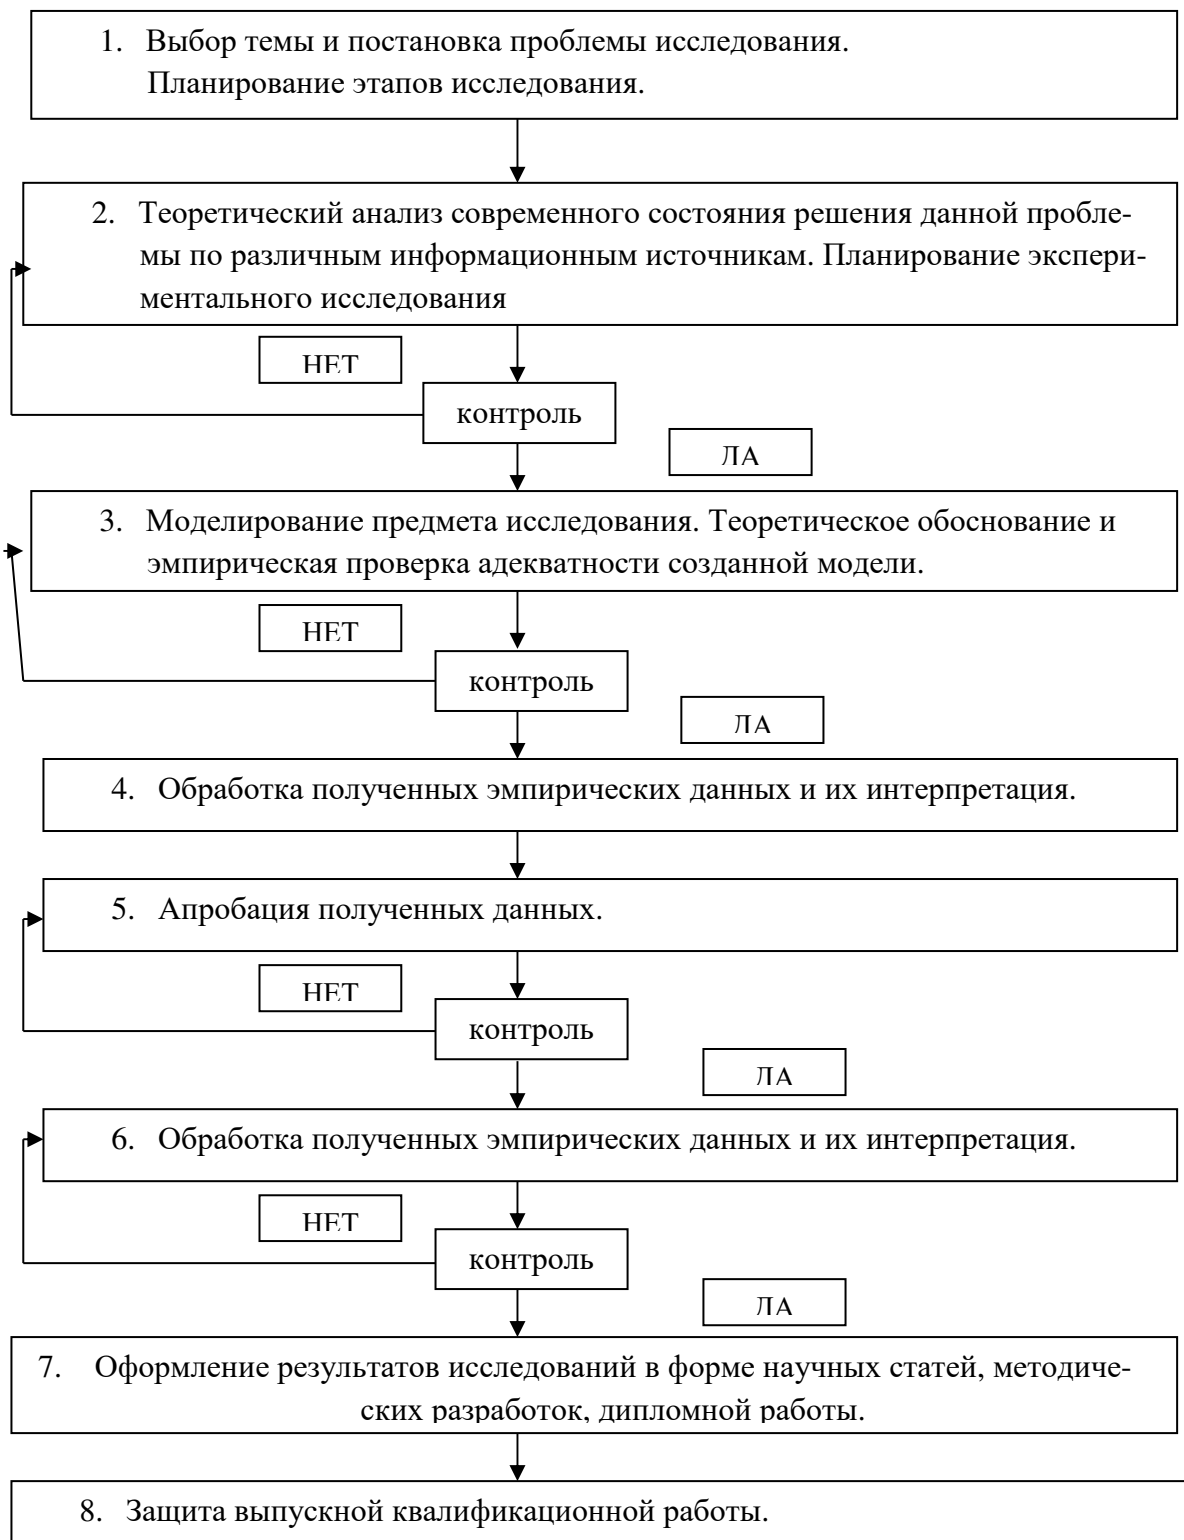 1. Выбор темы и постановка проблемы исследования.
Планирование этапов исследования.
2. Теоретический анализ современного состояния решения данной пробле-
мы по различным информационным источникам. Планирование экспери-
ментального исследования
НЕТ
контроль
ДА
3. Моделирование предмета исследования. Теоретическое обоснование и
эмпирическая проверка адекватности созданной модели.
НЕТ
контроль
ДА
4. Обработка полученных эмпирических данных и их интерпретация.
5. Апробация полученных данных.
НЕТ
контроль
ДА
6. Обработка полученных эмпирических данных и их интерпретация.
НЕТ
контроль
ДА
7. Оформление результатов исследований в форме научных статей, методиче-
ских разработок, дипломной работы.
8. Защита выпускной квалификационной работы.